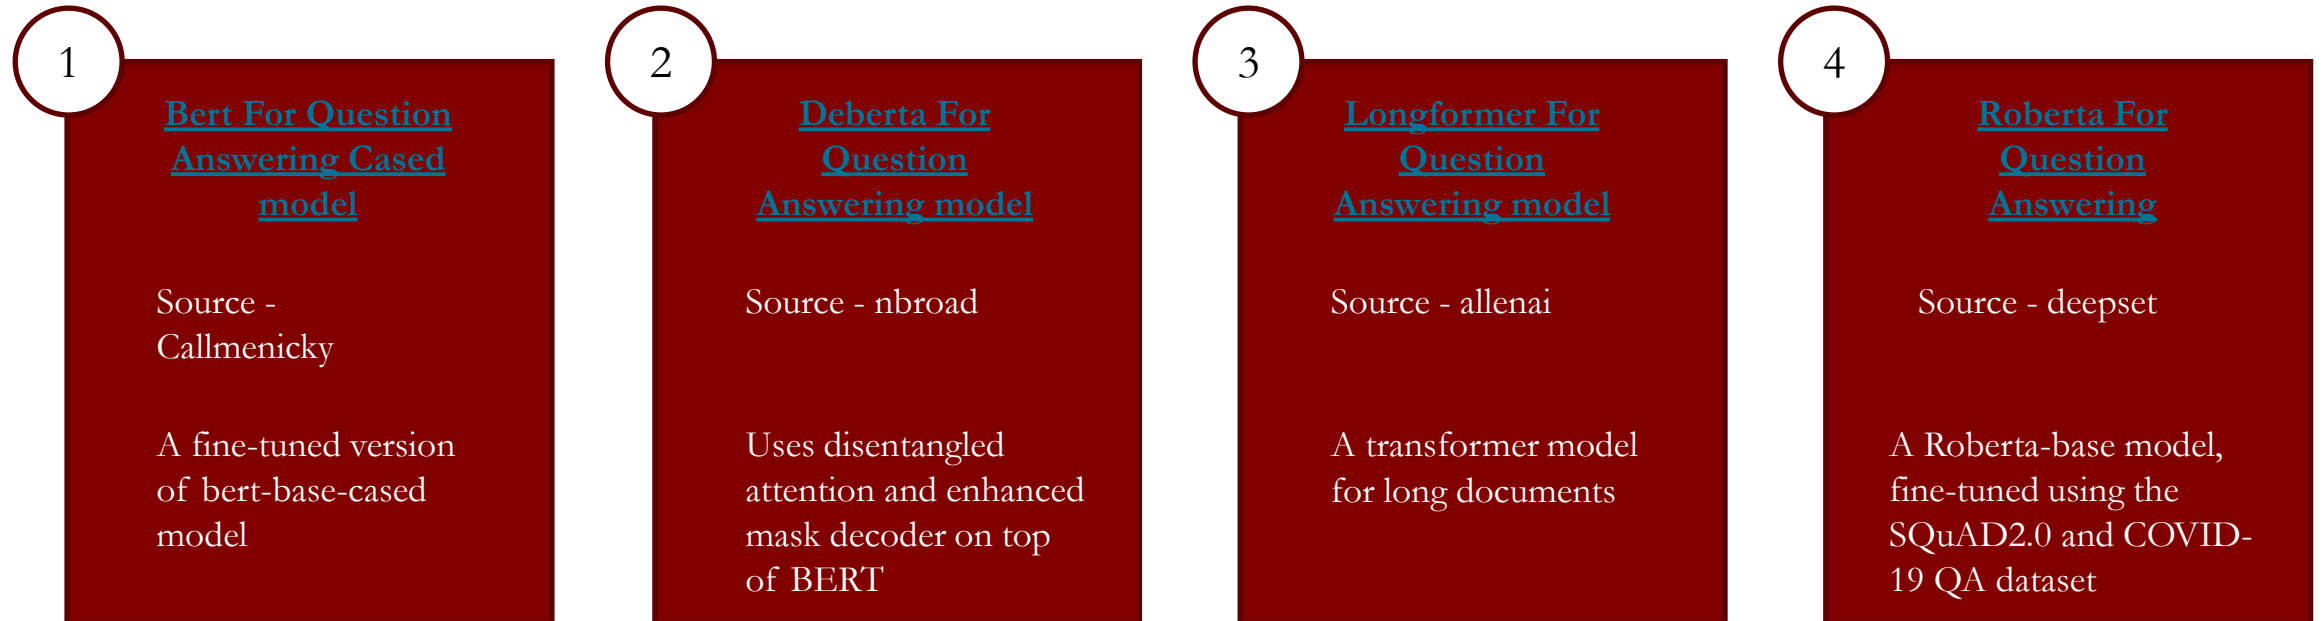 1
Bert For Question
Answering Cased
model
Source -
Callmenicky
A fine-tuned version
of bert-base-cased
model
2
Deberta For
Question
Answering model
Source - nbroad
Uses disentangled
attention and enhanced
mask decoder on top
of BERT
3
Longformer For
Question
Answering model
Source - allenai
A transformer model
for long documents
4
Roberta For
Question
Answering
Source - deepset
A Roberta-base model,
fine-tuned using the
SQuAD2.0 and COVID-
19 QA dataset